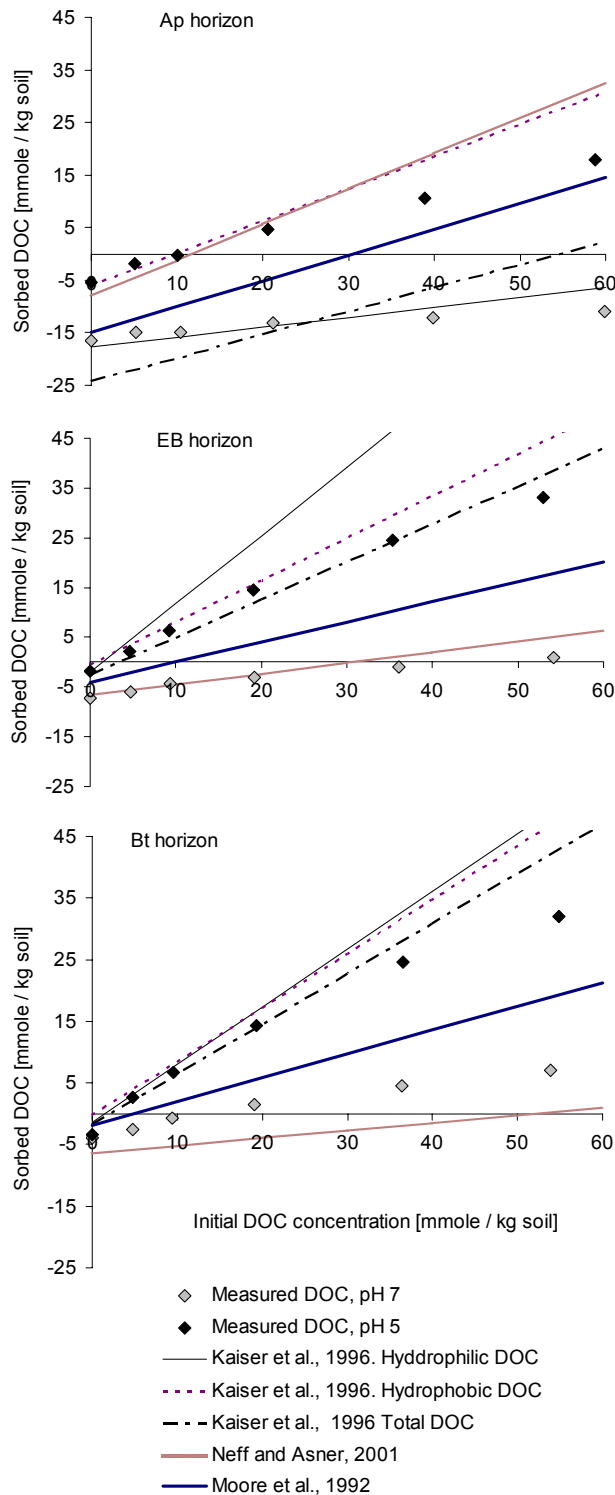 Ap horizon
45
35
25
15
5
-5
-15
-25
0 10 20 30 40 50 60
Sorbed DOC [mmole / kg soil]
EB horizon
45
35
25
15
5
-5
-15
-25
0 10 20 30 40 50 60
Sorbed DOC [mmole / kg soil]
Bt horizon
45
35
25
15
5
-5
-15
-25
0 10 20 30 40 50 60
Sorbed DOC [mmole / kg soil]
Initial DOC concentration [mmole / kg soil]
Measured DOC, pH 7
Measured DOC, pH 5
Kaiser et al., 1996. Hyddrophilic DOC
Kaiser et al., 1996. Hydrophobic DOC
Kaiser et al., 1996 Total DOC
Neff and Asner, 2001
Moore et al., 1992